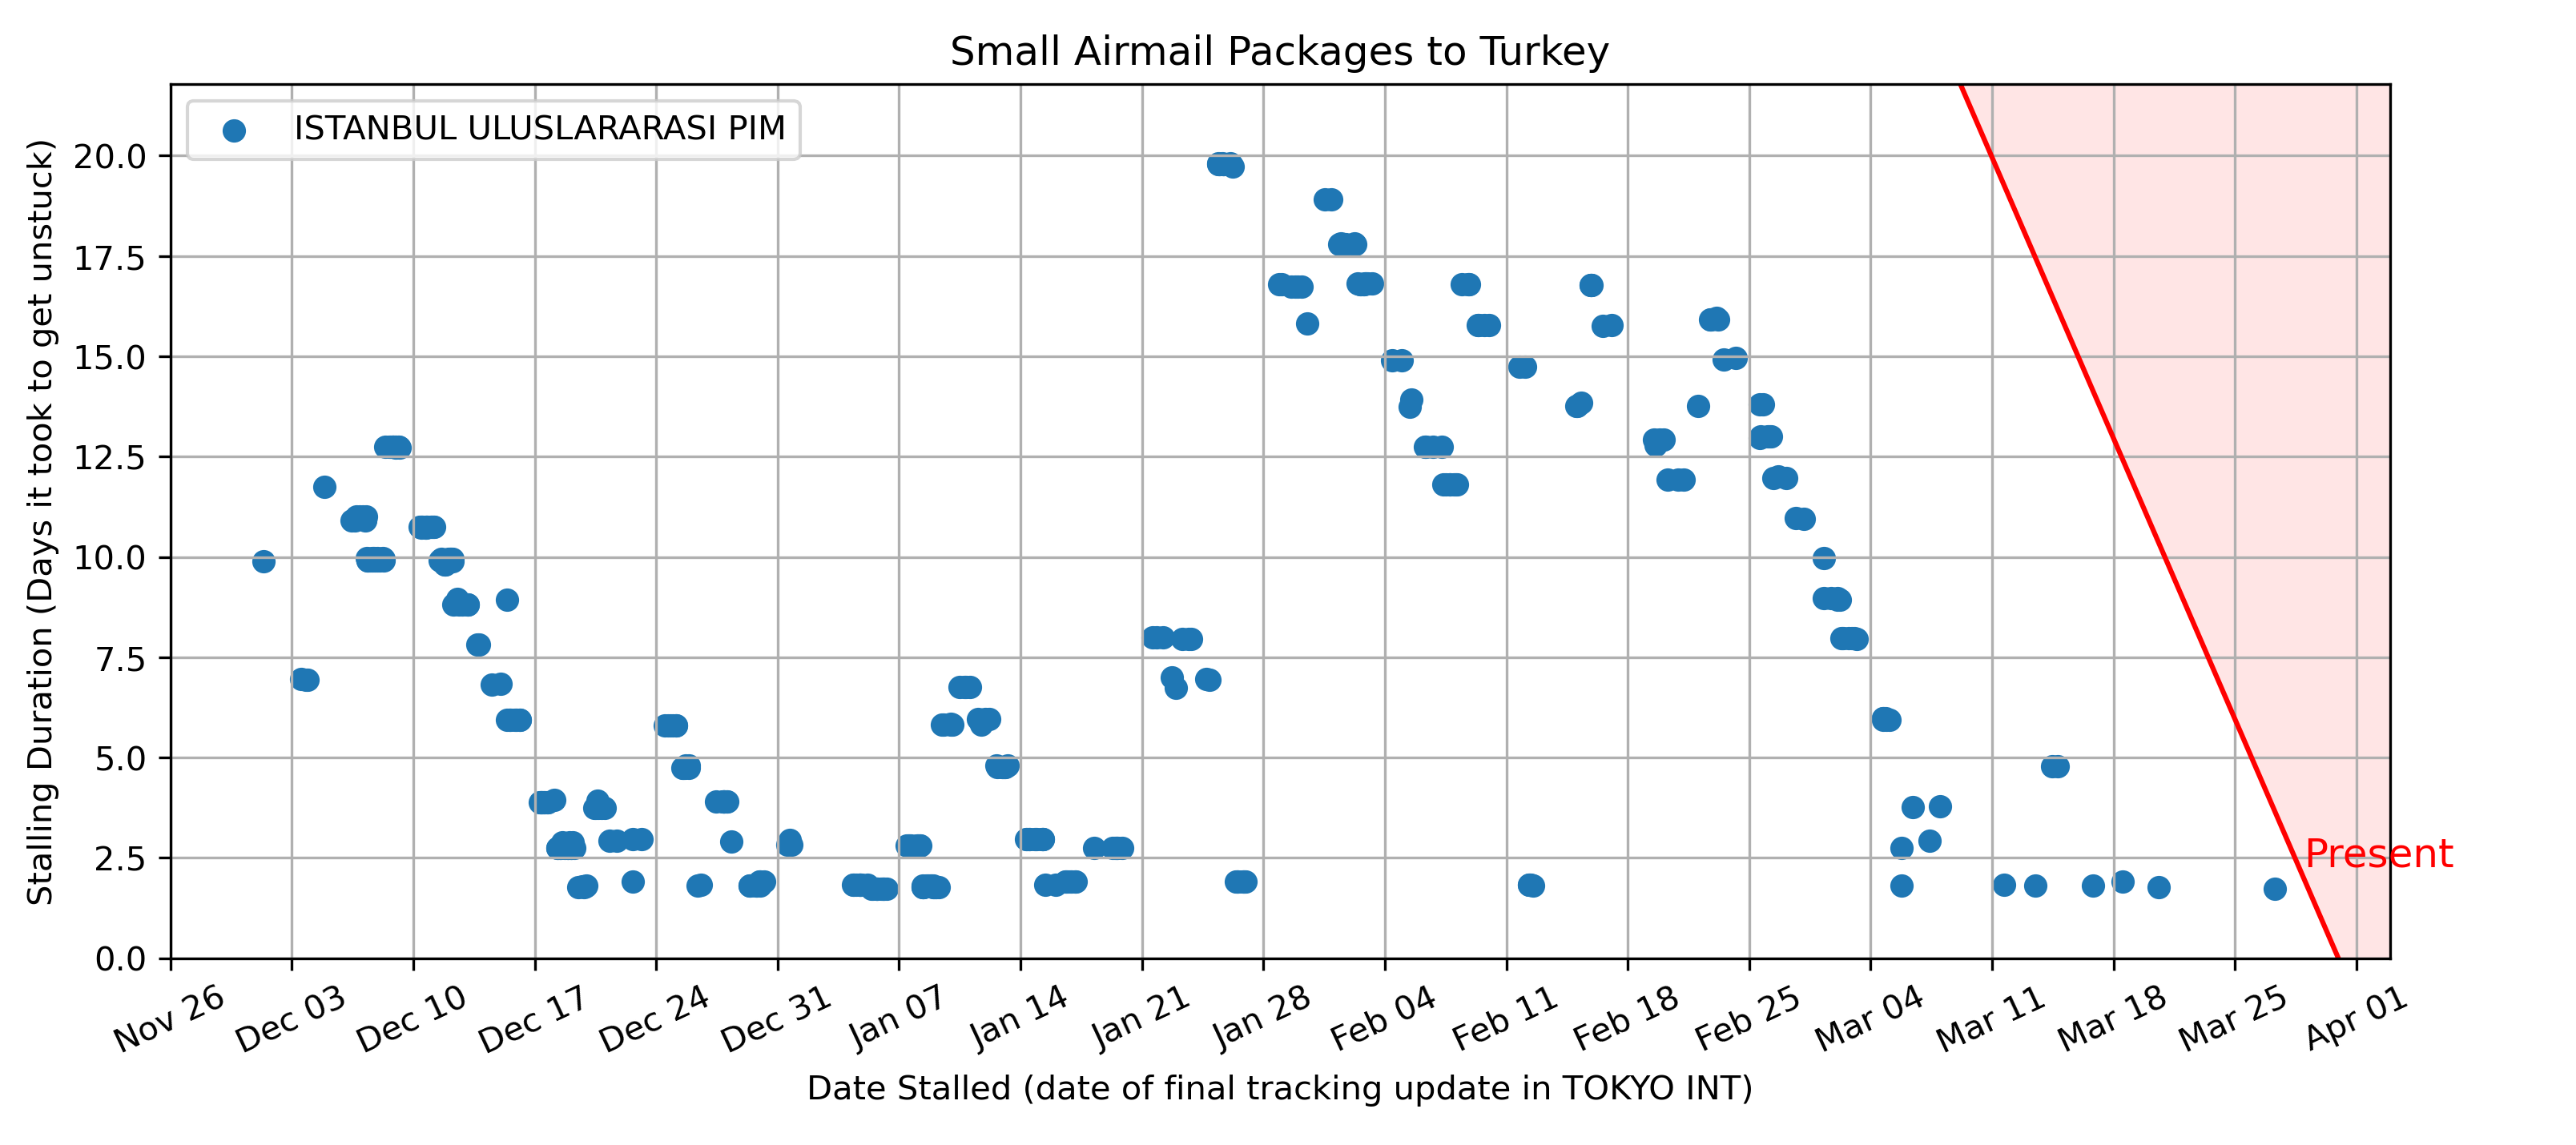 Small Airmail Packages to Turkey
ISTANBUL ULUSLARARASI PIM
Stalling Duration (Days it took to get unstuck)
20.0
17.5
15.0
12.5
10.0
7.5
5.0
2.5
0.0
Present
Nov 26 Dec 03 Dec 10 Dec 17 Dec 24 Dec 31 Jan 07 Jan 14 Jan 21 Jan 28 Feb 04 Feb 11 Feb 18 Feb 25 Mar 04 Mar 11 Mar 18 Mar 25 Apr 01
Date Stalled (date of final tracking update in TOKYO INT)